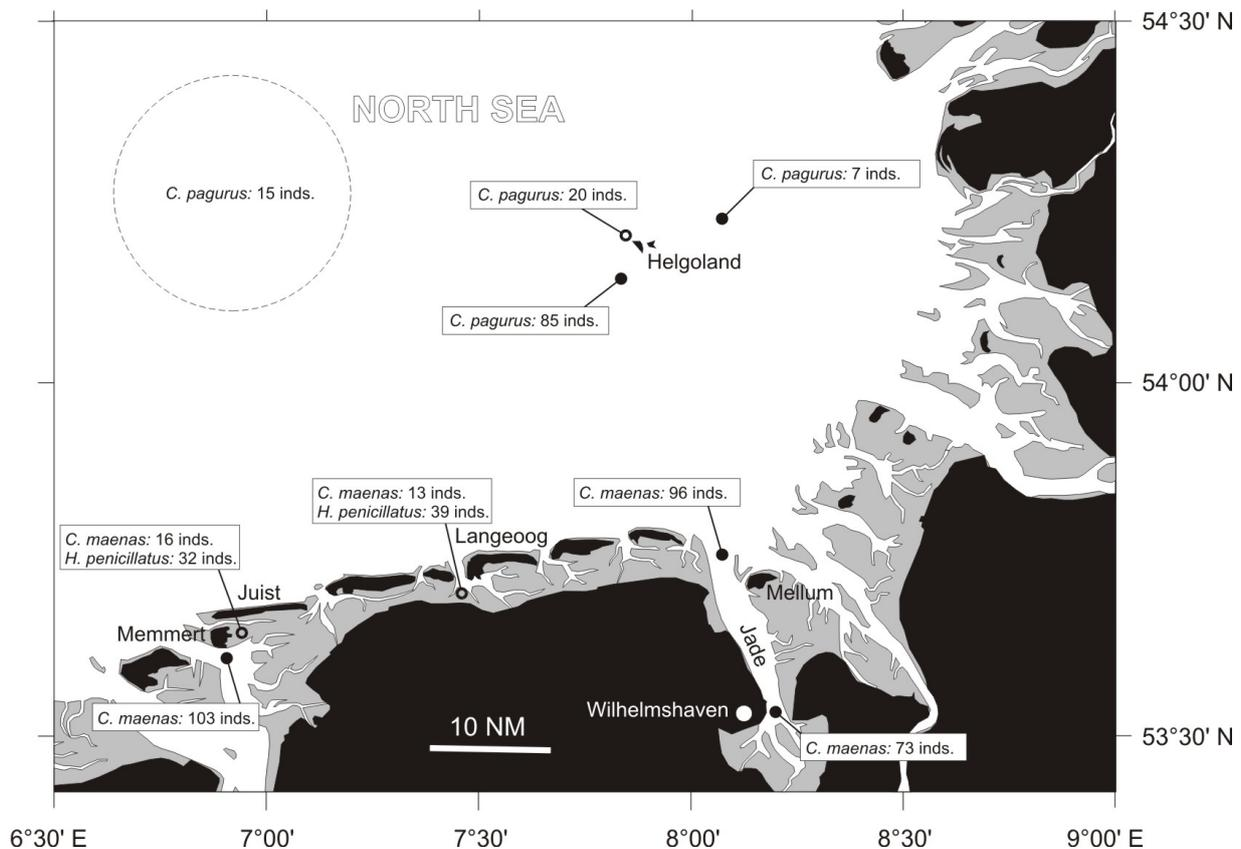 54°30' N
NORTH SEA
C. pagurus: 15 inds.
C. pagurus: 20 inds.
C. pagurus: 7 inds.
Helgoland
C. pagurus: 85 inds.
54°00' N
C. maenas: 13 inds.
H. penicillatus: 39 inds.
C. maenas: 96 inds.
C. maenas: 16 inds.
H. penicillatus: 32 inds.
Langeoog
Juist
Mellum
Memmert
Jade
C. maenas: 103 inds.
Wilhelmshaven
10 NM
C. maenas: 73 inds.
53°30' N
6°30' E 7°00' 7°30' 8°00' 8°30' 9°00' E